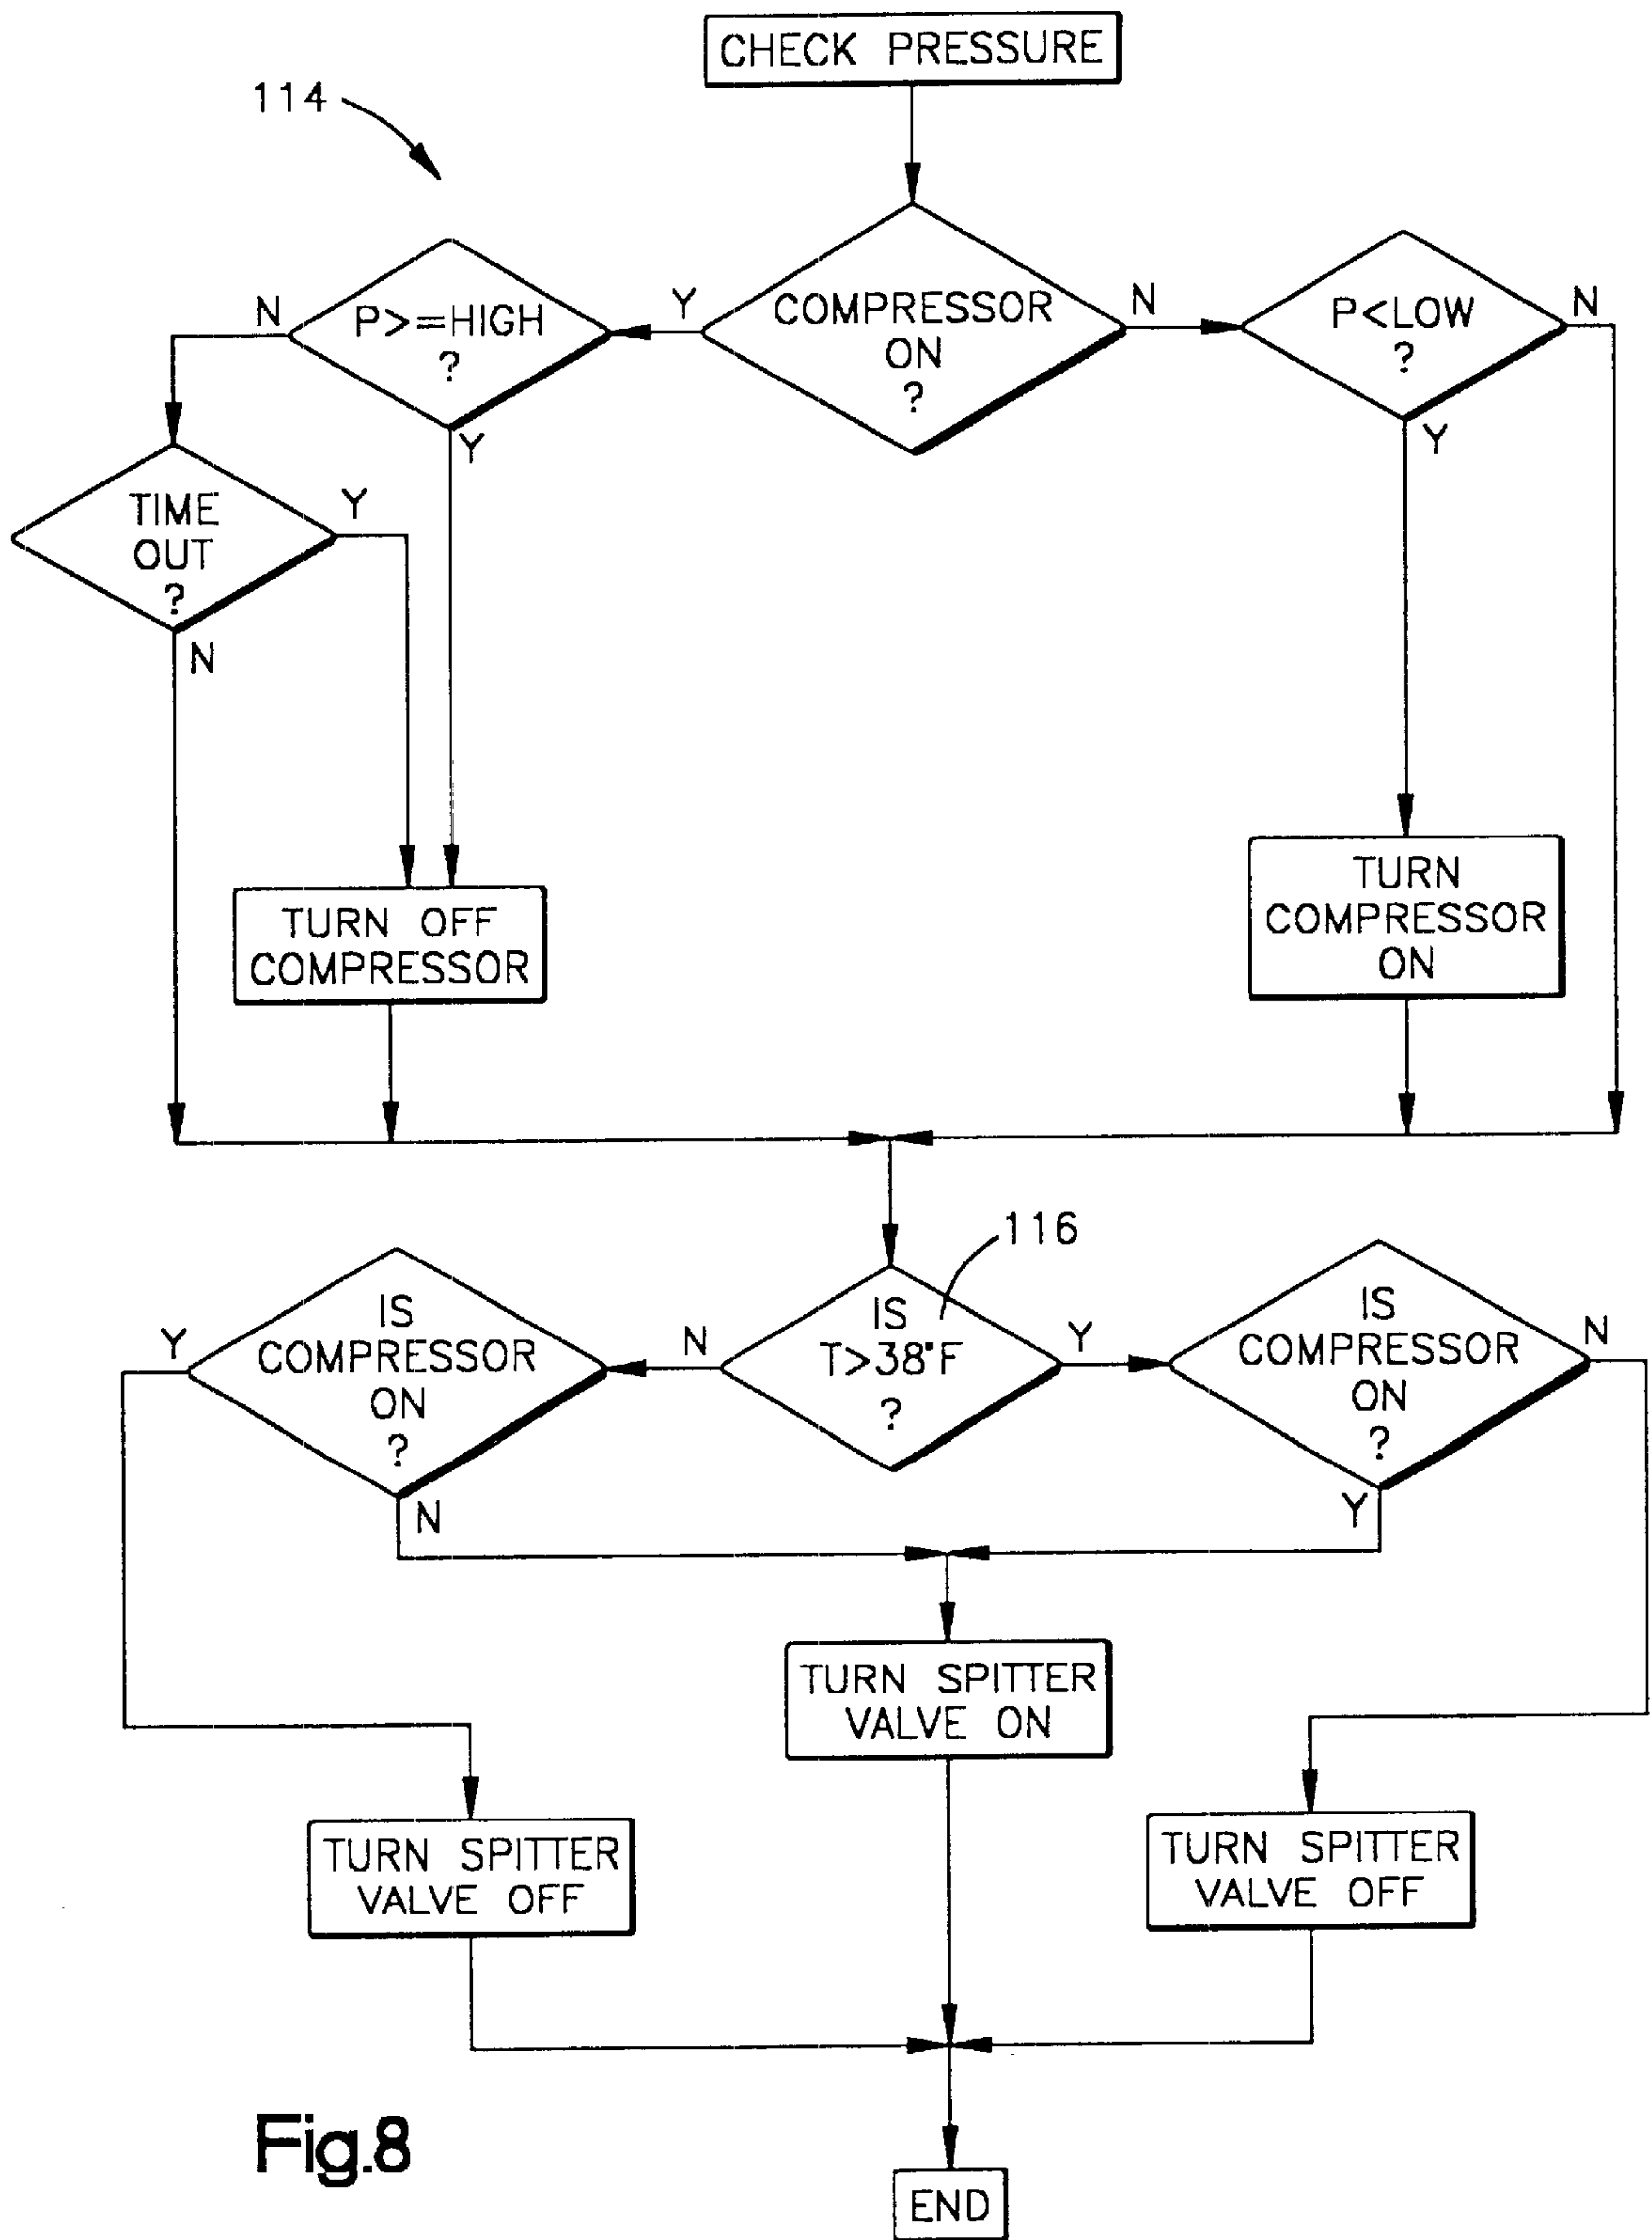 CHECK PRESSURE
114
COMPRESSOR
ON
?
Y
N
P>=HIGH
?
N
Y
P<LOW
?
N
Y
TIME
OUT
?
Y
N
TURN OFF
COMPRESSOR
TURN
COMPRESSOR
ON
116
IS
T>38°F
?
N
Y
IS
COMPRESSOR
ON
?
Y
N
IS
COMPRESSOR
ON
?
N
Y
TURN SPITTER
VALVE ON
TURN SPITTER
VALVE OFF
TURN SPITTER
VALVE OFF
Fig.8
END